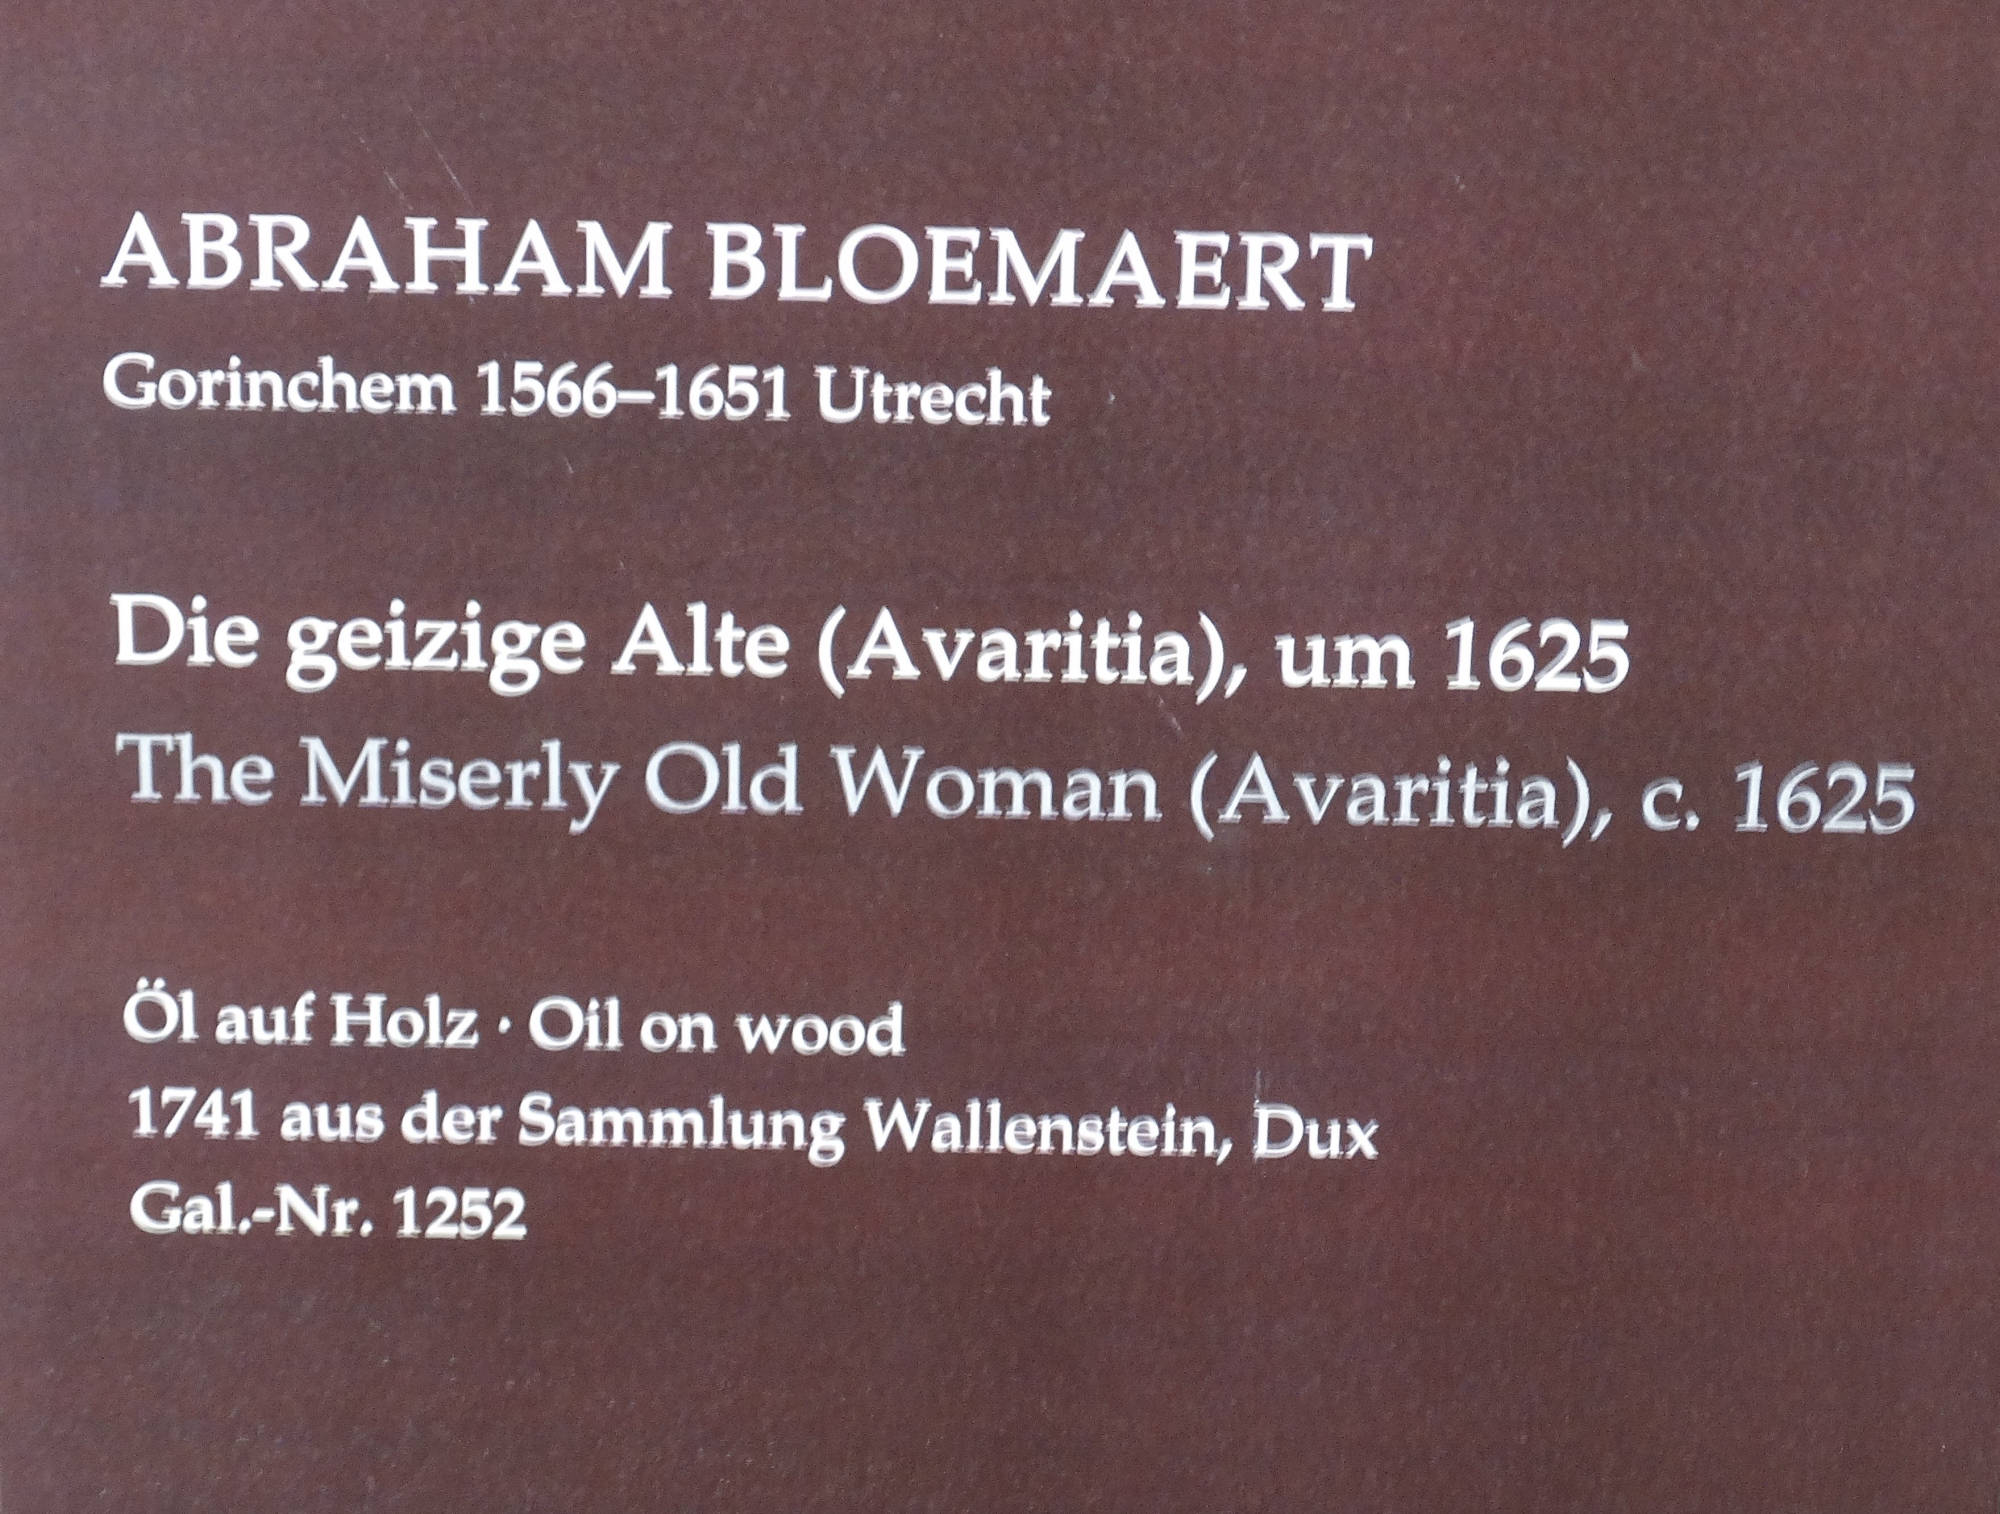 ABRAHAM BLOEMAERT
Gorinchem 1566–1651 Utrecht
Die geizige Alte (Avaritia), um 1625
The Miserly Old Woman (Avaritia), c. 1625
Öl auf Holz · Oil on wood
1741 aus der Sammlung Wallenstein, Dux
Gal.-Nr. 1252